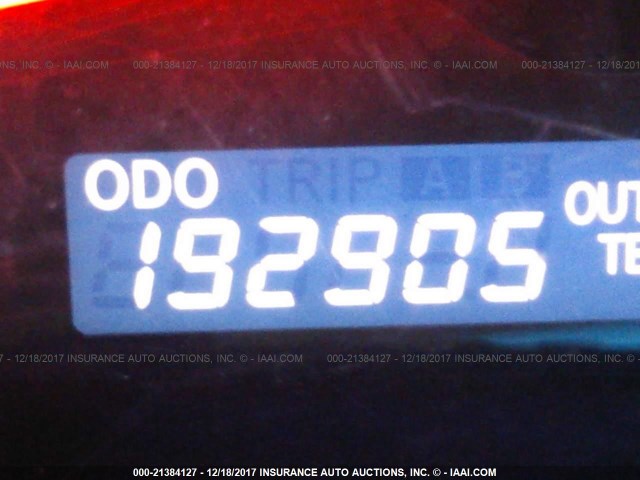 NS, INC. © - IAAI.COM 000-21384127 - 12/18/2017 INSURANCE AUTO AUCTIONS, INC. © - IAAI.COM 000-21384127 - 12/18/20
ODO TRIP A B
OUT
192905
TE
7 - 12/18/2017 INSURANCE AUTO AUCTIONS, INC. © - IAAI.COM 000-21384127 - 12/18/2017 INSURANCE AUTO AUCTIONS, INC. © - IAAI.COM
000-21384127 - 12/18/2017 INSURANCE AUTO AUCTIONS, INC. © - IAAI.COM